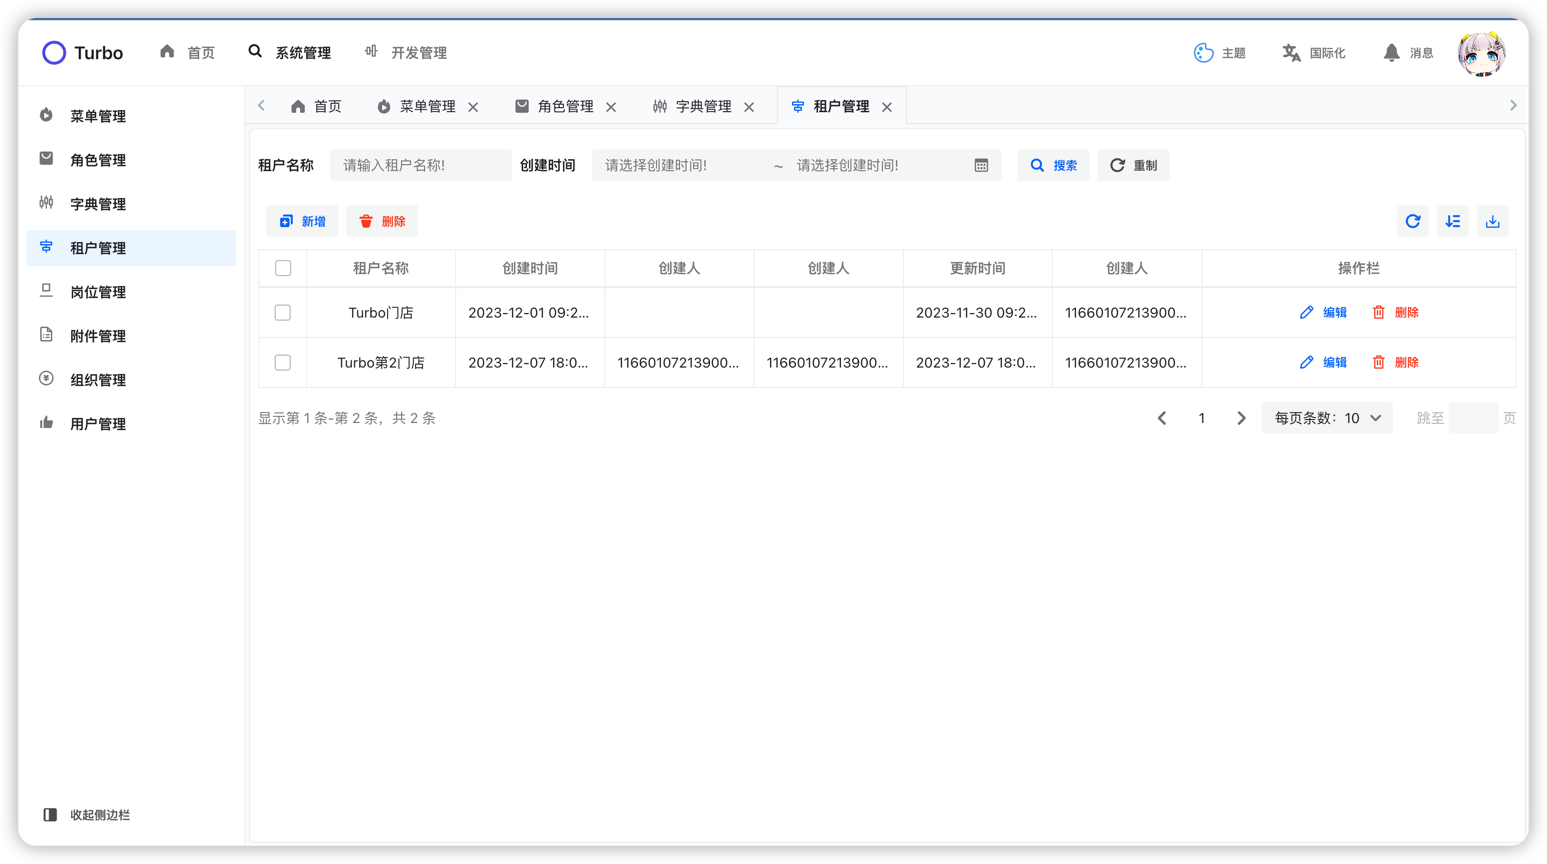 Turbo 首页 系统管理 开发管理 主题 国际化 消息
首页 菜单管理 角色管理 字典管理 租户管理
菜单管理
角色管理
字典管理
租户管理
岗位管理
附件管理
组织管理
用户管理
收起侧边栏
租户名称 请输入租户名称! 创建时间 请选择创建时间! ~ 请选择创建时间! 搜索 重制
新增 删除
租户名称 创建时间 创建人 创建人 更新时间 创建人 操作栏
Turbo门店 2023-12-01 09:2... 2023-11-30 09:2... 11660107213900... 编辑 删除
Turbo第2门店 2023-12-07 18:0... 11660107213900... 11660107213900... 2023-12-07 18:0... 11660107213900... 编辑 删除
显示第 1 条-第 2 条，共 2 条 1 每页条数：10 跳至 页